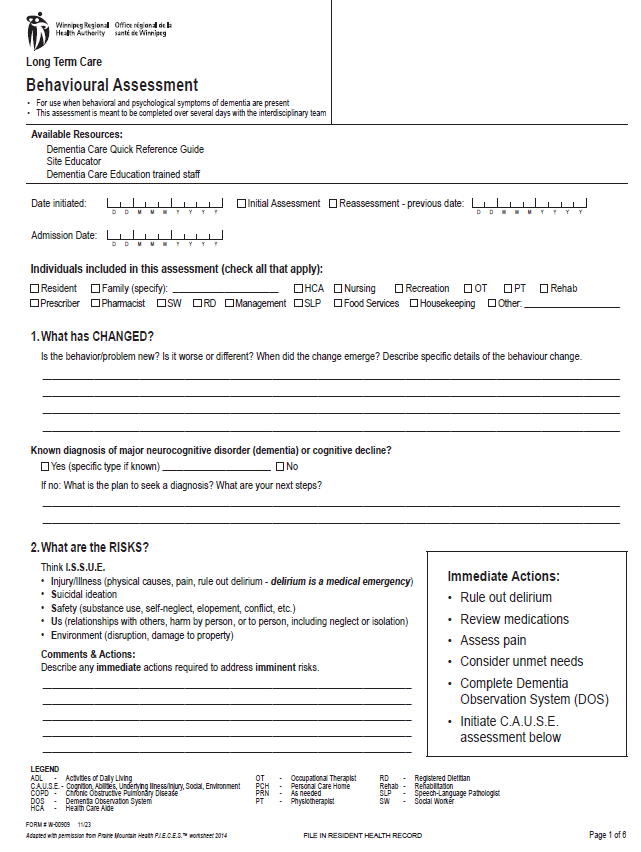 Winnipeg Regional Office régional de la
Health Authority santé de Winnipeg
Long Term Care
Behavioural Assessment
• For use when behavioral and psychological symptoms of dementia are present
• This assessment is meant to be completed over several days with the interdisciplinary team
Available Resources:
Dementia Care Quick Reference Guide
Site Educator
Dementia Care Education trained staff
Date initiated: D D M M M Y Y Y Y Initial Assessment Reassessment - previous date: D D M M M Y Y Y Y
Admission Date: D D M M M Y Y Y Y
Individuals included in this assessment (check all that apply):
Resident Family (specify): HCA Nursing Recreation OT PT Rehab
Prescriber Pharmacist SW RD Management SLP Food Services Housekeeping Other:
1. What has CHANGED?
Is the behavior/problem new? Is it worse or different? When did the change emerge? Describe specific details of the behaviour change.
Known diagnosis of major neurocognitive disorder (dementia) or cognitive decline?
Yes (specific type if known) No
If no: What is the plan to seek a diagnosis? What are your next steps?
2. What are the RISKS?
Think I.S.S.U.E.
• Injury/Illness (physical causes, pain, rule out delirium - delirium is a medical emergency)
• Suicidal ideation
• Safety (substance use, self-neglect, elopement, conflict, etc.)
• Us (relationships with others, harm by person, or to person, including neglect or isolation)
• Environment (disruption, damage to property)
Comments & Actions:
Describe any immediate actions required to address imminent risks.
Immediate Actions:
• Rule out delirium
• Review medications
• Assess pain
• Consider unmet needs
• Complete Dementia
Observation System (DOS)
• Initiate C.A.U.S.E.
assessment below
LEGEND
ADL - Activities of Daily Living OT - Occupational Therapist RD - Registered Dietitian
C.A.U.S.E. - Cognition, Abilities, Underlying Illness/Injury, Social, Environment PCH - Personal Care Home Rehab - Rehabilitation
COPD - Chronic Obstructive Pulmonary Disease PRN - As needed SLP - Speech-Language Pathologist
DOS - Dementia Observation System PT - Physiotherapist SW - Social Worker
HCA - Health Care Aide
FORM # W-00909 11/23
Adapted with permission from Prairie Mountain Health P.I.E.C.E.S.™ worksheet 2014 FILE IN RESIDENT HEALTH RECORD Page 1 of 6